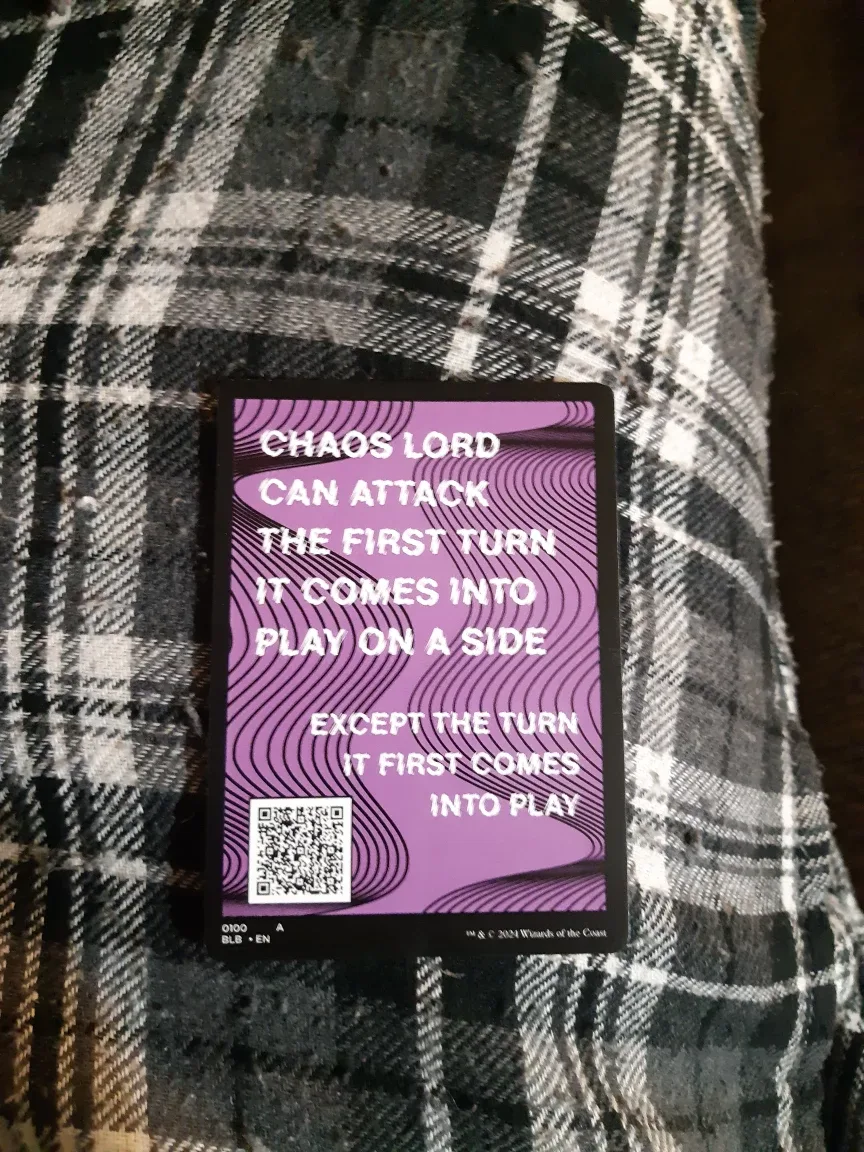 CHAOS LORD
CAN ATTACK
THE FIRST TURN
IT COMES INTO
PLAY ON A SIDE
EXCEPT THE TURN
IT FIRST COMES
INTO PLAY
0100 A
BLB • EN
™ & © 2024 Wizards of the Coast